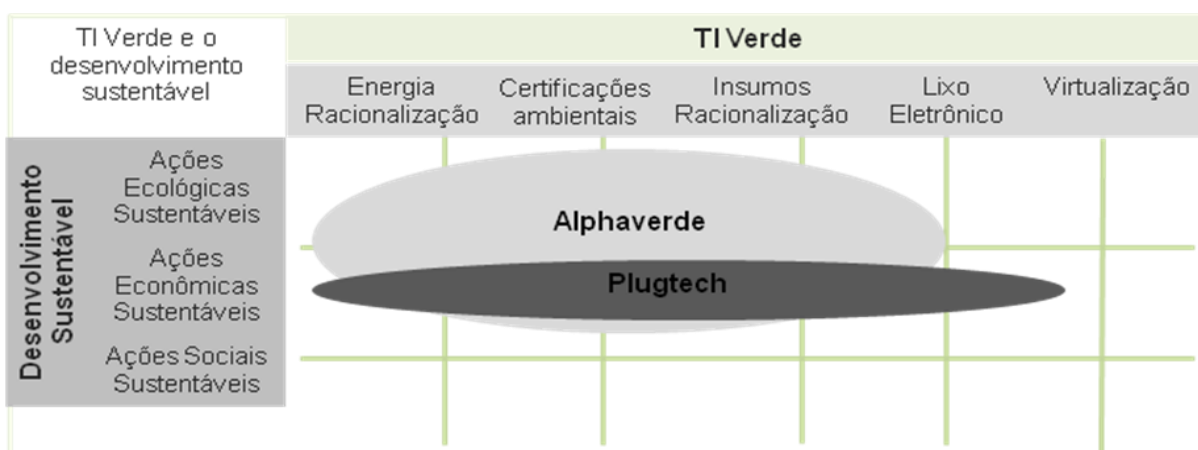 TI Verde e o
desenvolvimento
sustentável
TI Verde
Energia
Racionalização
Certificações
ambientais
Insumos
Racionalização
Lixo
Eletrônico
Virtualização
Desenvolvimento
Sustentável
Ações
Ecológicas
Sustentáveis
Ações
Econômicas
Sustentáveis
Ações Sociais
Sustentáveis
Alphaverde
Plugtech